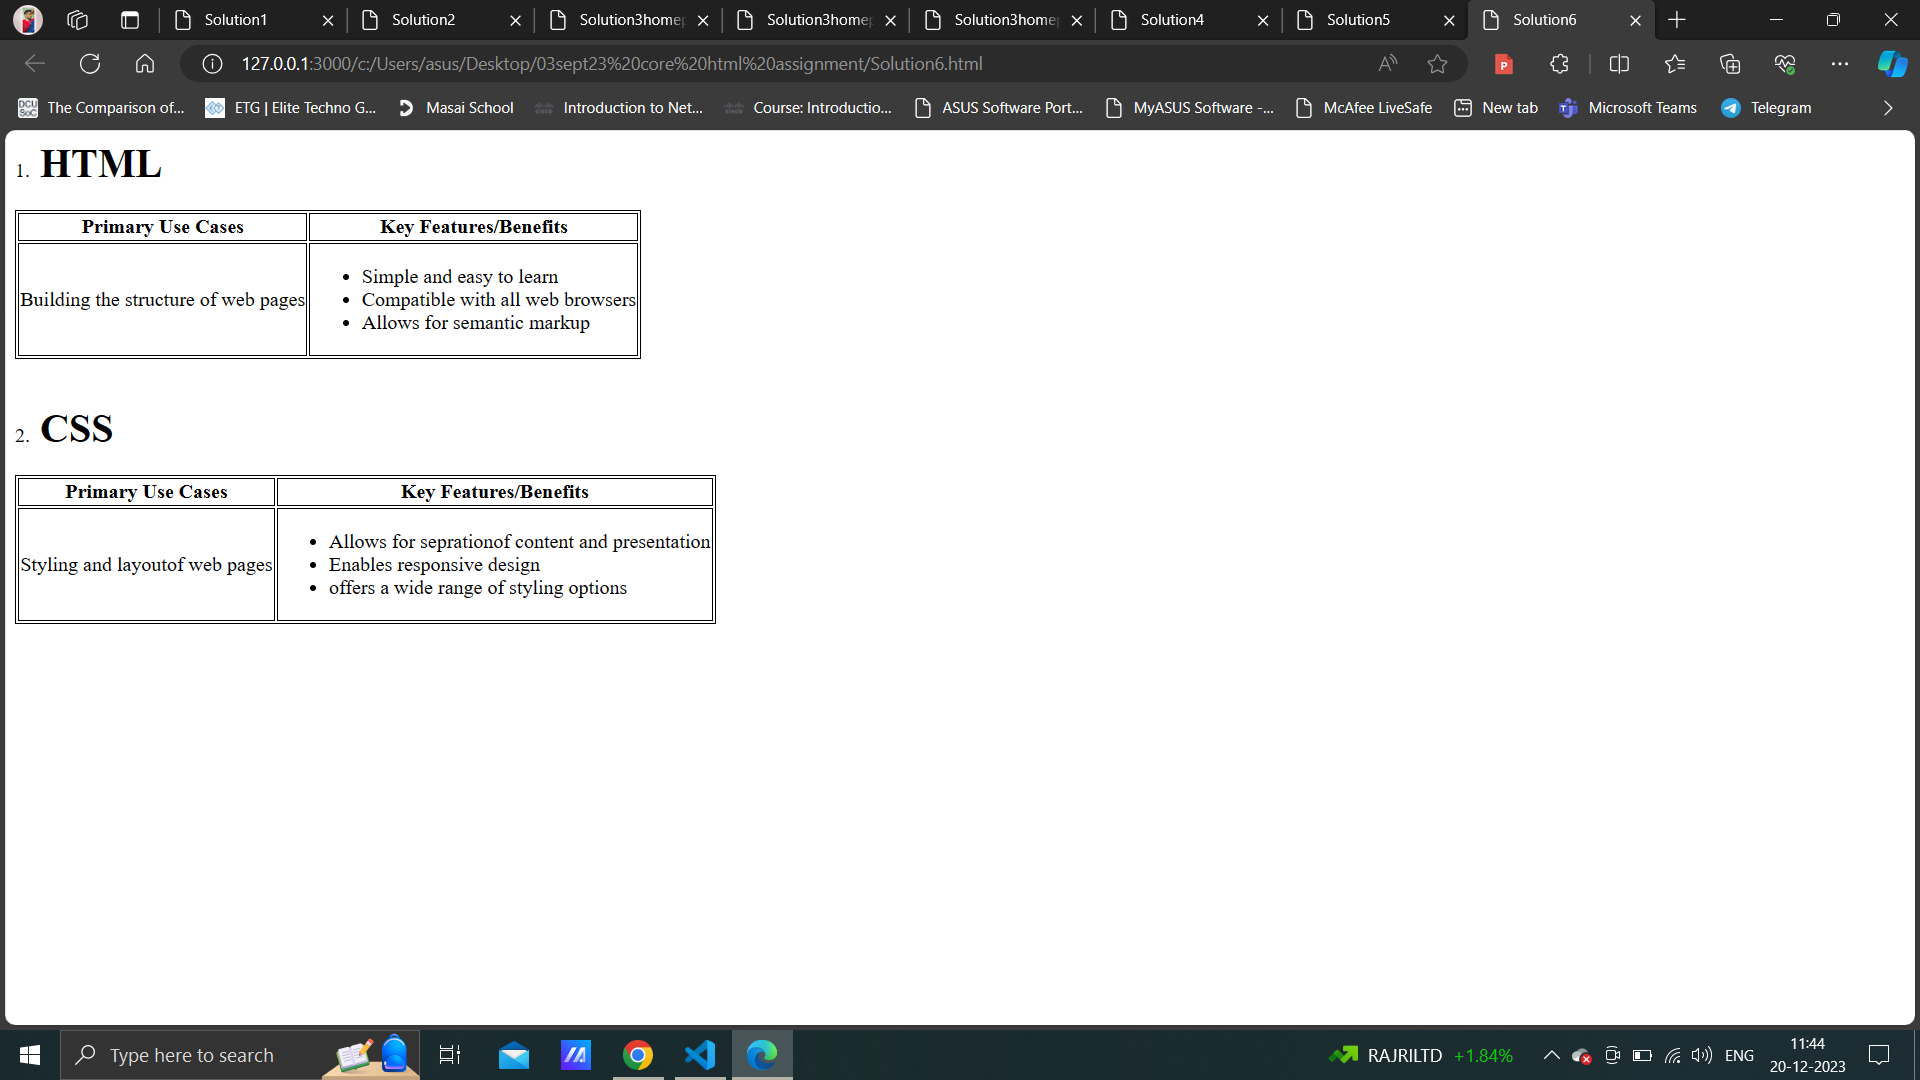 Solution1
Solution2
Solution3home
Solution3home
Solution3home
Solution4
Solution5
Solution6
127.0.0.1:3000/c:/Users/asus/Desktop/03sept23%20core%20html%20assignment/Solution6.html
The Comparison of...
ETG | Elite Techno G...
Masai School
Introduction to Net...
Course: Introductio...
ASUS Software Port...
MyASUS Software -...
McAfee LiveSafe
New tab
Microsoft Teams
Telegram
1. HTML
Primary Use Cases Key Features/Benefits
Building the structure of web pages
• Simple and easy to learn
• Compatible with all web browsers
• Allows for semantic markup
2. CSS
Primary Use Cases Key Features/Benefits
Styling and layoutof web pages
• Allows for seprationof content and presentation
• Enables responsive design
• offers a wide range of styling options
Type here to search
RAJRILTD +1.84%
ENG
11:44
20-12-2023